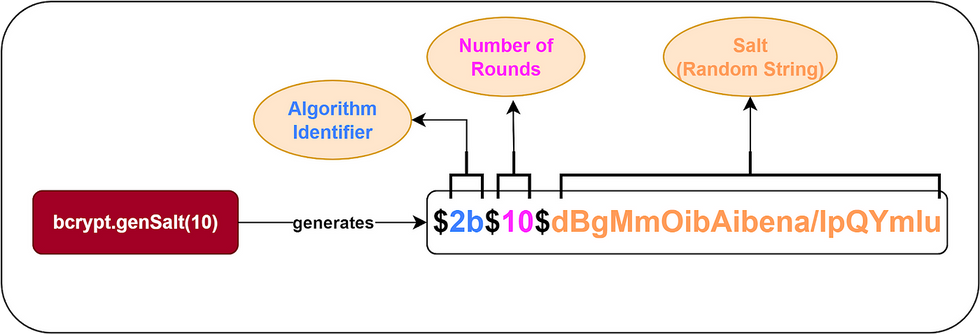 Number of
Rounds
Salt
(Random String)
Algorithm
Identifier
bcrypt.genSalt(10)
generates
$2b$10$dBgMmOibAibena/lpQYmlu